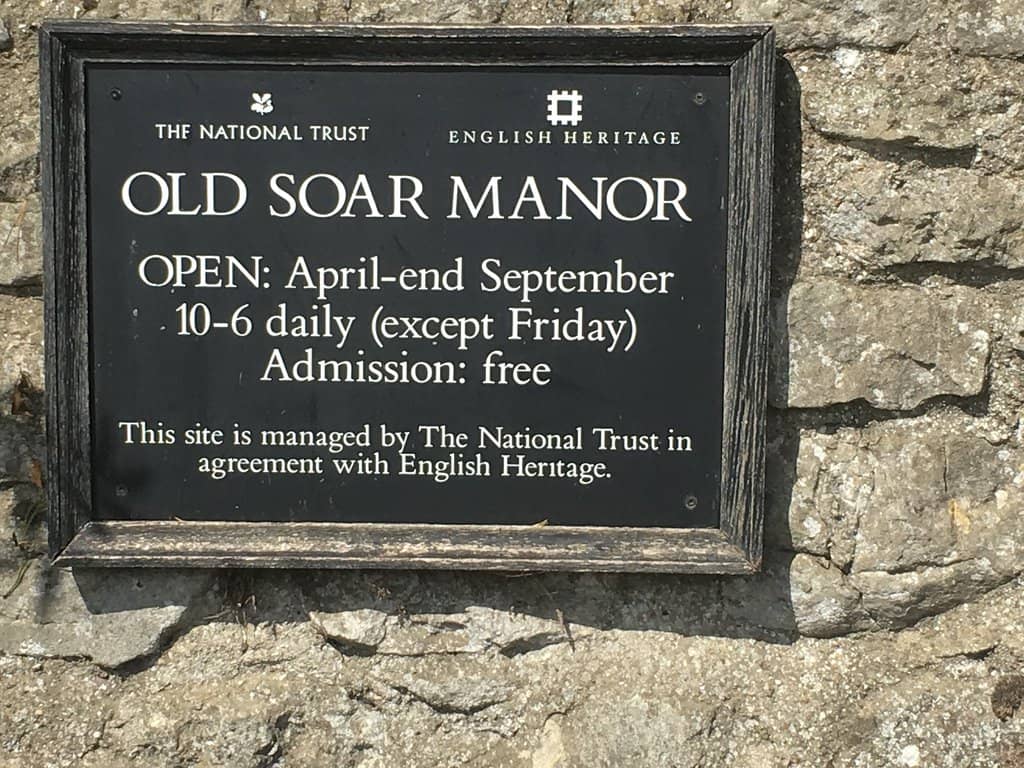 THE NATIONAL TRUST
ENGLISH HERITAGE
OLD SOAR MANOR
OPEN: April-end September
10-6 daily (except Friday)
Admission: free
This site is managed by The National Trust in
agreement with English Heritage.